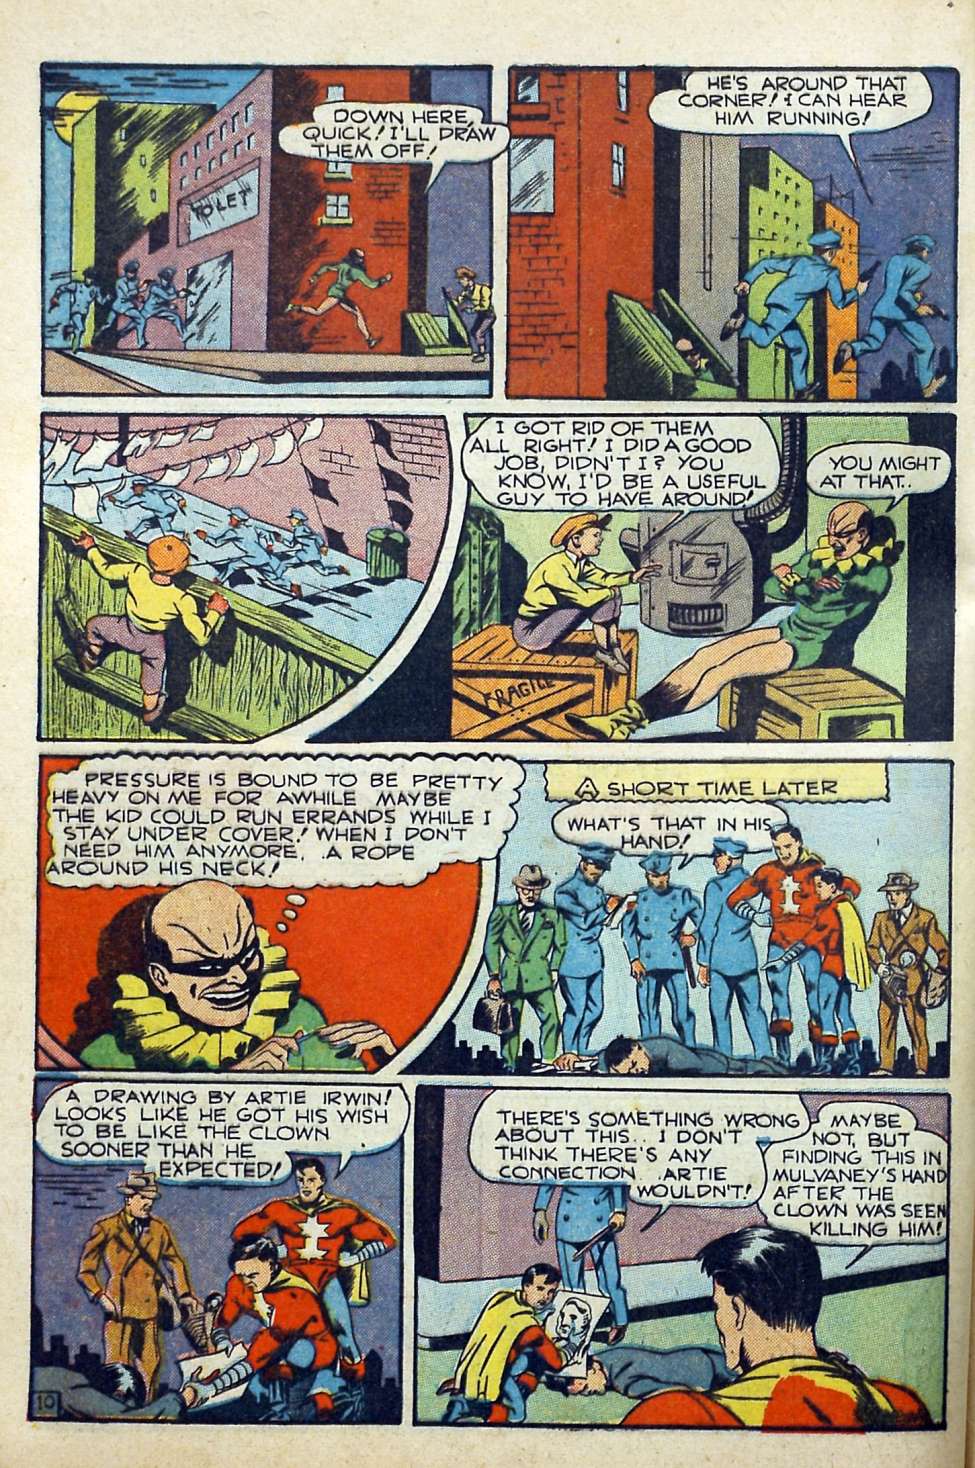 DOWN HERE,
QUICK! I'LL DRAW
THEM OFF!
TO LET
HE'S AROUND THAT
CORNER! I CAN HEAR
HIM RUNNING!
I GOT RID OF THEM
ALL RIGHT! I DID A GOOD
JOB, DIDN'T I? YOU
KNOW, I'D BE A USEFUL
GUY TO HAVE AROUND!
YOU MIGHT
AT THAT..
FRAGILE
PRESSURE IS BOUND TO BE PRETTY
HEAVY ON ME FOR AWHILE MAYBE
THE KID COULD RUN ERRANDS WHILE I
STAY UNDER COVER! WHEN I DON'T
NEED HIM ANYMORE, .A ROPE
AROUND HIS NECK!
A SHORT TIME LATER
WHAT'S THAT IN HIS
HAND!
1
A DRAWING BY ARTIE IRWIN!
LOOKS LIKE HE GOT HIS WISH
TO BE LIKE THE CLOWN
SOONER THAN HE
EXPECTED!
1
10
THERE'S SOMETHING WRONG
ABOUT THIS.. I DON'T
THINK THERE'S ANY
CONNECTION ..ARTIE
WOULDN'T!
MAYBE
NOT, BUT
FINDING THIS IN
MULVANEY'S HAND
AFTER THE
CLOWN WAS SEEN
KILLING HIM!